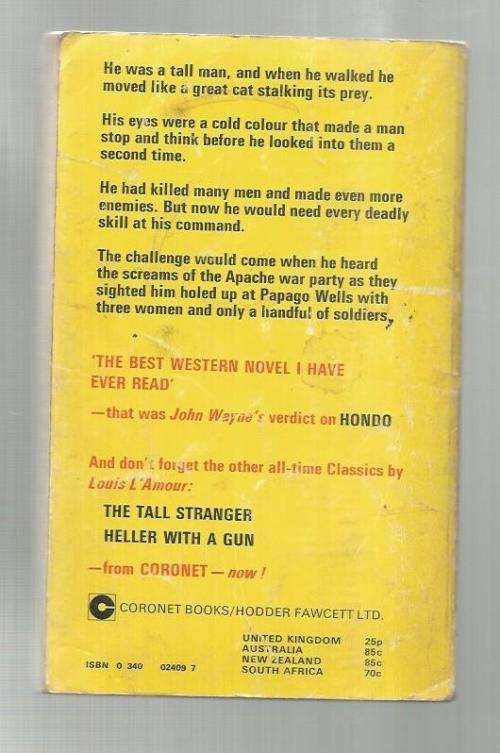 He was a tall man, and when he walked he
moved like a great cat stalking its prey.
His eyes were a cold colour that made a man
stop and think before he looked into them a
second time.
He had killed many men and made even more
enemies. But now he would need every deadly
skill at his command.
The challenge would come when he heard
the screams of the Apache war party as they
sighted him holed up at Papago Wells with
three women and only a handful of soldiers,
'THE BEST WESTERN NOVEL I HAVE
EVER READ'
—that was John Wayne's verdict on HONDO
And don't forget the other all-time Classics by
Louis L'Amour:
THE TALL STRANGER
HELLER WITH A GUN
—from CORONET — now !
C CORONET BOOKS/HODDER FAWCETT LTD.
UNITED KINGDOM 25p
AUSTRALIA 85c
NEW ZEALAND 85c
ISBN 0 340 02409 7 SOUTH AFRICA 70c